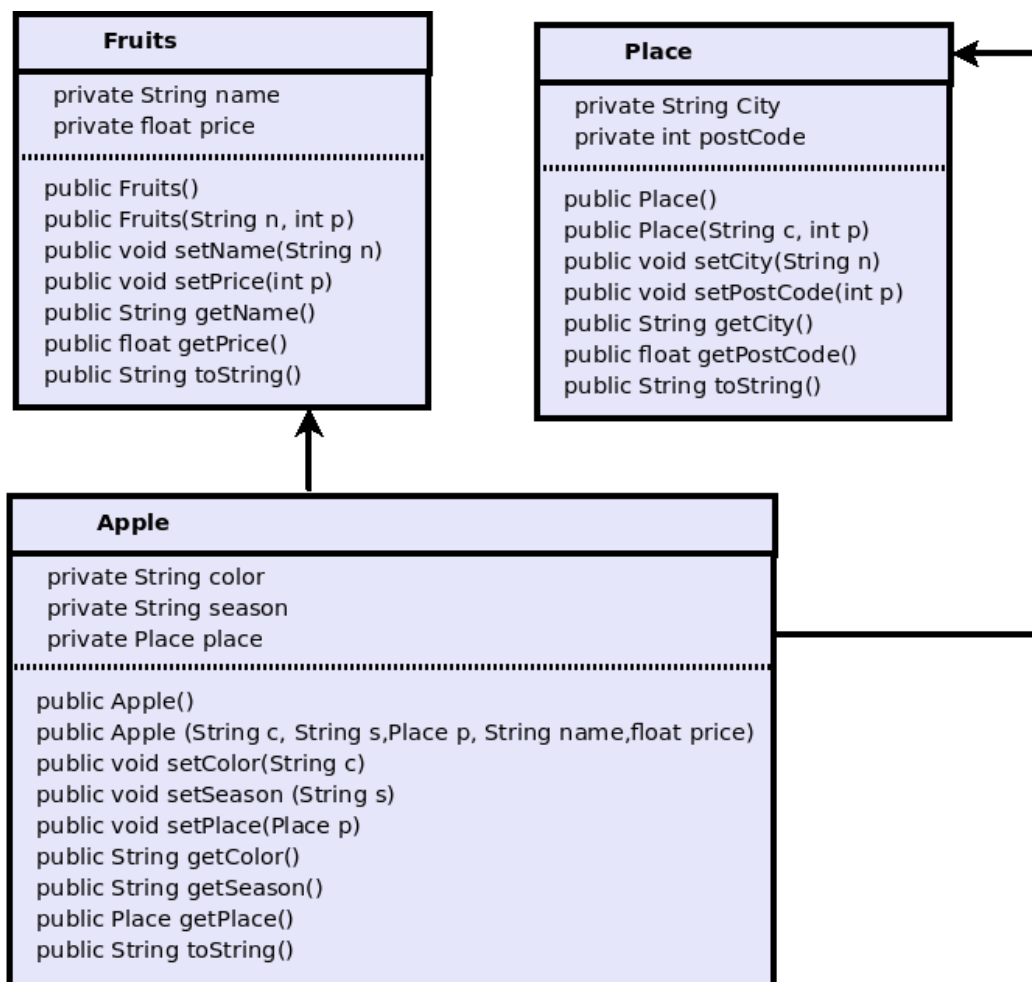 Fruits
private String name
private float price
public Fruits()
public Fruits(String n, int p)
public void setName(String n)
public void setPrice(int p)
public String getName()
public float getPrice()
public String toString()
Place
private String City
private int postCode
public Place()
public Place(String c, int p)
public void setCity(String n)
public void setPostCode(int p)
public String getCity()
public float getPostCode()
public String toString()
Apple
private String color
private String season
private Place place
public Apple()
public Apple (String c, String s,Place p, String name,float price)
public void setColor(String c)
public void setSeason (String s)
public void setPlace(Place p)
public String getColor()
public String getSeason()
public Place getPlace()
public String toString()